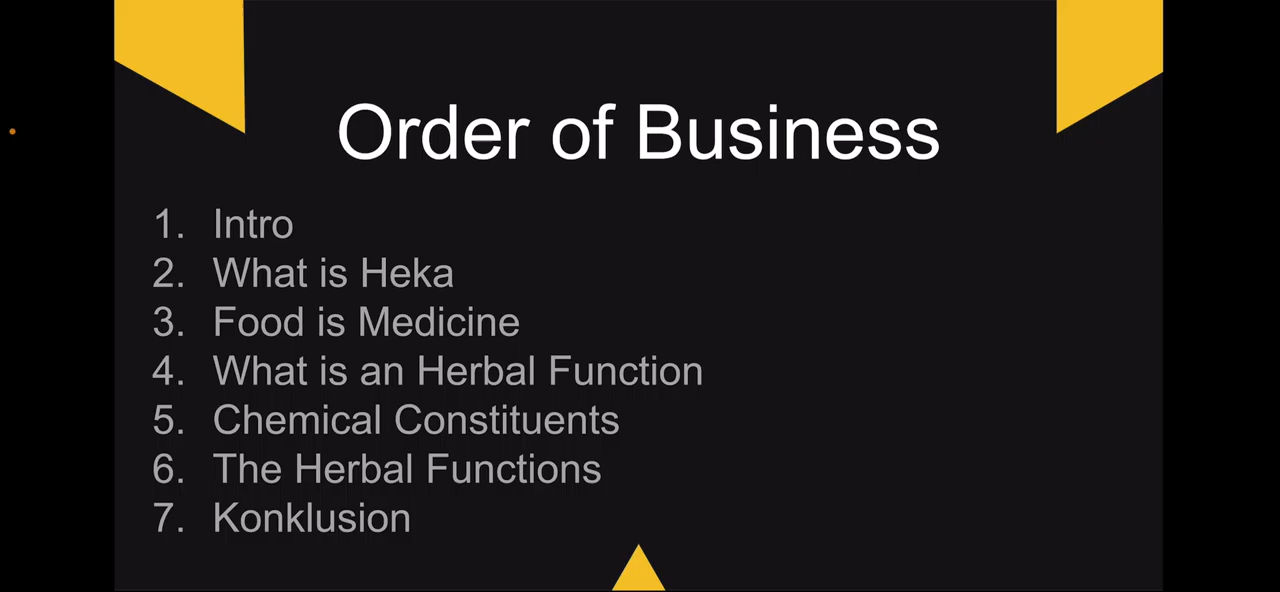 Order of Business
1. Intro
2. What is Heka
3. Food is Medicine
4. What is an Herbal Function
5. Chemical Constituents
6. The Herbal Functions
7. Konklusion